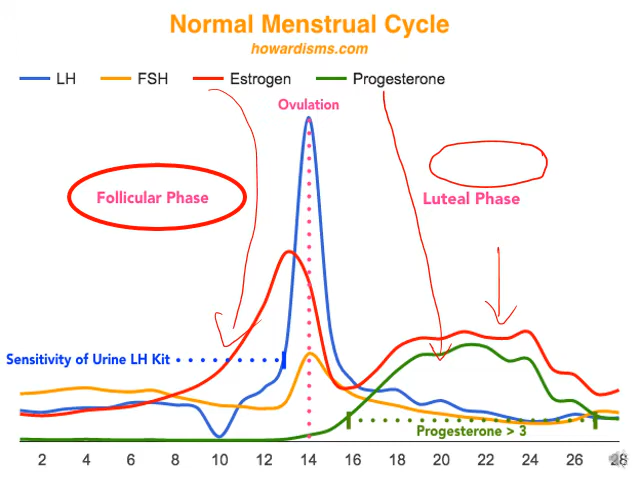 Normal Menstrual Cycle
howardisms.com
LH FSH Estrogen Progesterone
Ovulation
Follicular Phase
Luteal Phase
Sensitivity of Urine LH Kit
Progesterone > 3
2 4 6 8 10 12 14 16 18 20 22 24 26 28